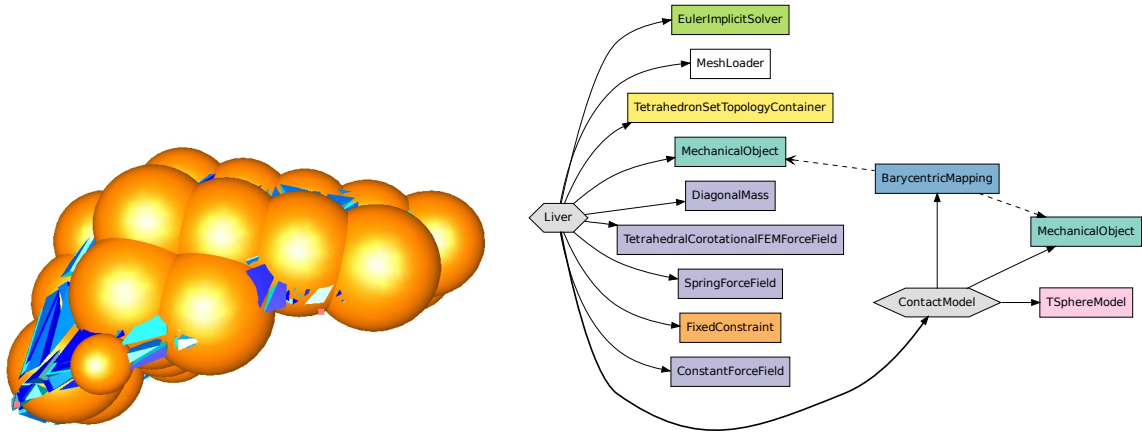 EulerImplicitSolver
MeshLoader
TetrahedronSetTopologyContainer
MechanicalObject
BarycentricMapping
DiagonalMass
Liver
MechanicalObject
TetrahedralCorotationalFEMForceField
SpringForceField
ContactModel
TSphereModel
FixedConstraint
ConstantForceField